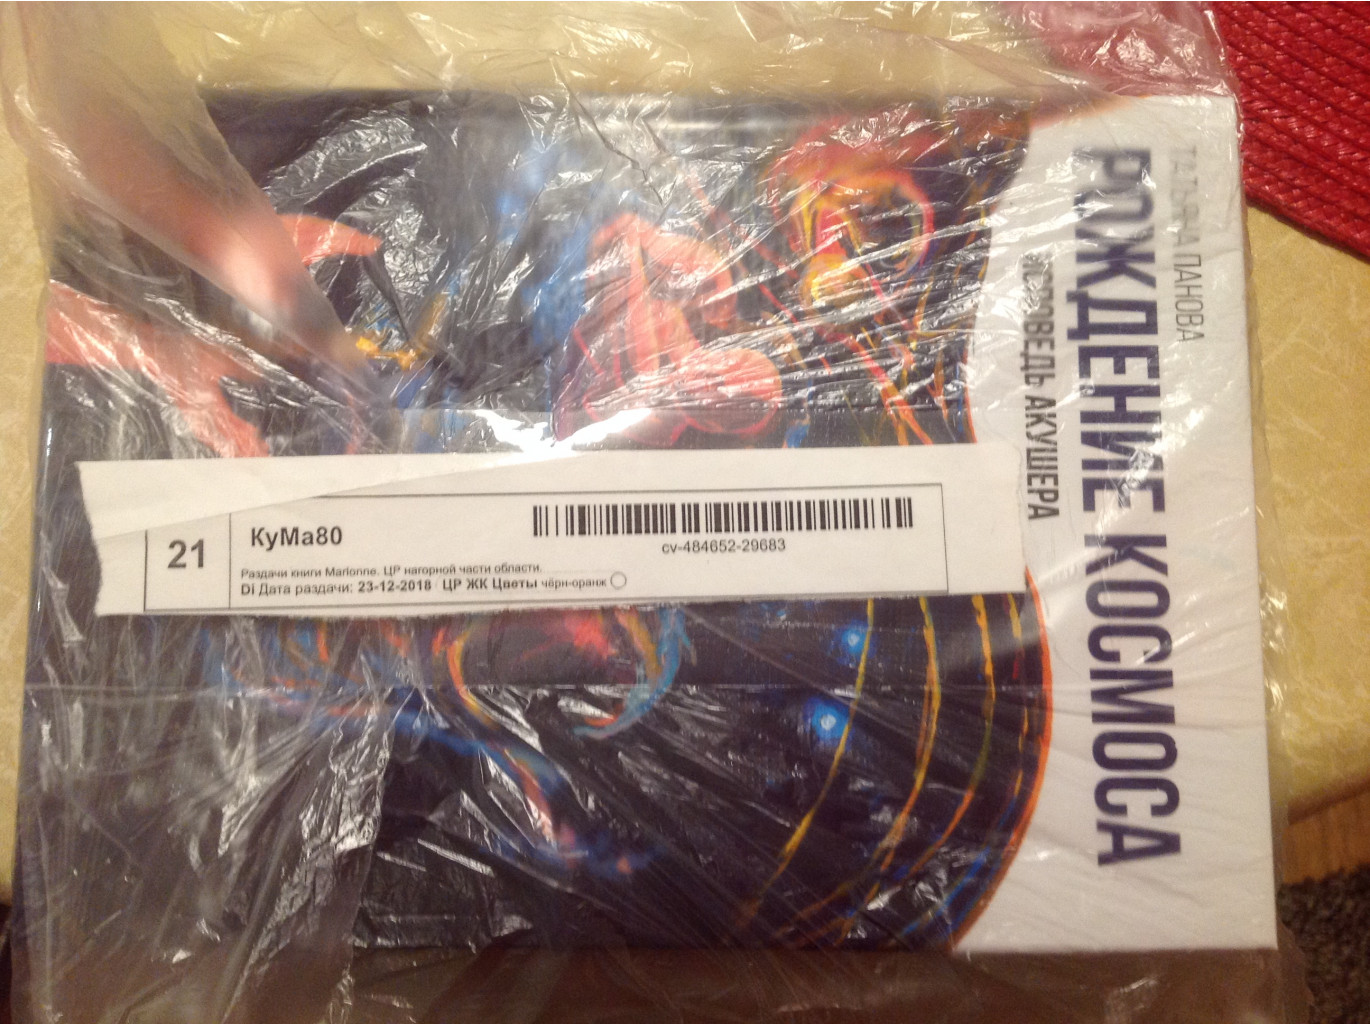 ТАТЬЯНА ПАНОВА
РОЖДЕНИЕ КОСМОСА
ИСПОВЕДЬ АКУШЕРА
21
КуМа80
cv-484652-29683
Раздачи книги Marionne. ЦР нагорной части области.
Di Дата раздачи: 23-12-2018 ЦР ЖК Цветы чёрн-оранж